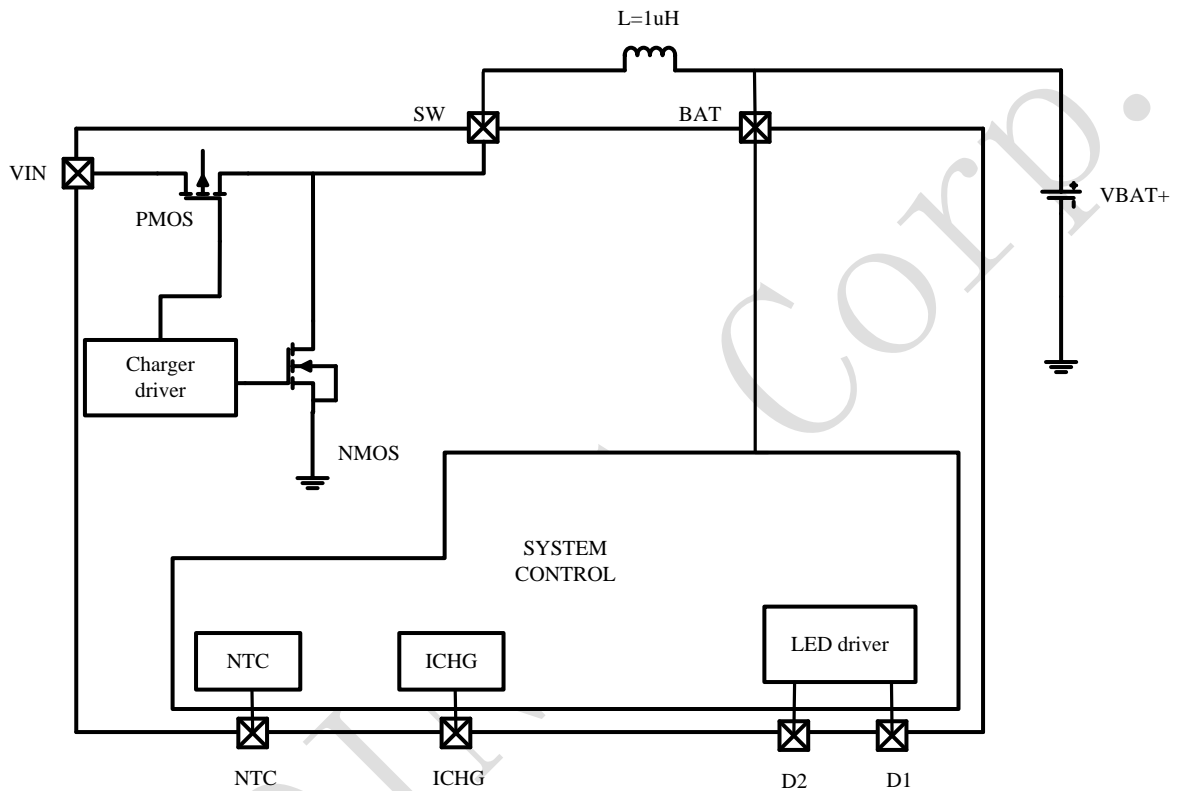 L=1uH
SW
BAT
VIN
PMOS
VBAT+
Charger
driver
NMOS
SYSTEM
CONTROL
NTC
ICHG
LED driver
NTC
ICHG
D2
D1
Corp.